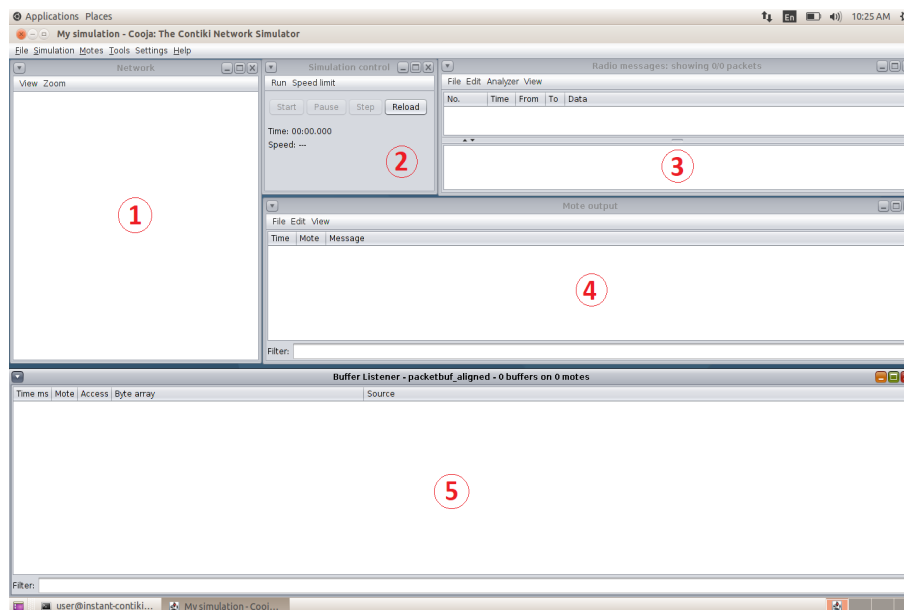 Applications Places En 10:25 AM
My simulation - Cooja: The Contiki Network Simulator
File Simulation Motes Tools Settings Help
Network
View Zoom
1
Simulation control
Run Speed limit
Start Pause Step Reload
Time: 00:00.000
Speed: ---
2
Radio messages: showing 0/0 packets
File Edit Analyzer View
No. Time From To Data
3
Mote output
File Edit View
Time Mote Message
4
Filter:
Buffer Listener - packetbuf_aligned - 0 buffers on 0 motes
Time ms Mote Access Byte array Source
5
Filter:
user@instant-contiki... My simulation - Cooj...